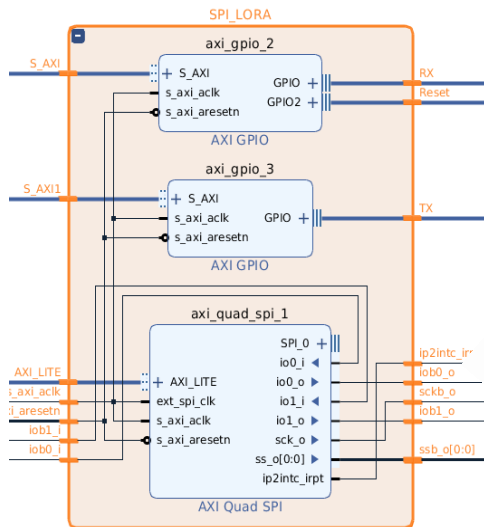 SPI_LORA
axi_gpio_2
S_AXI
S_AXI
s_axi_aclk
s_axi_aresetn
GPIO
GPIO2
RX
Reset
AXI GPIO
axi_gpio_3
S_AXI1
S_AXI
s_axi_aclk
s_axi_aresetn
GPIO
TX
AXI GPIO
axi_quad_spi_1
SPI_0
io0_i
io0_o
io1_i
io1_o
sck_o
ss_o[0:0]
ip2intc_irpt
AXI_LITE
ext_spi_clk
s_axi_aclk
s_axi_aresetn
AXI Quad SPI
AXI_LITE
s_axi_aclk
xi_aresetn
iob1_i
iob0_i
ip2intc_irr
iob0_o
sckb_o
iob1_o
ssb_o[0:0]